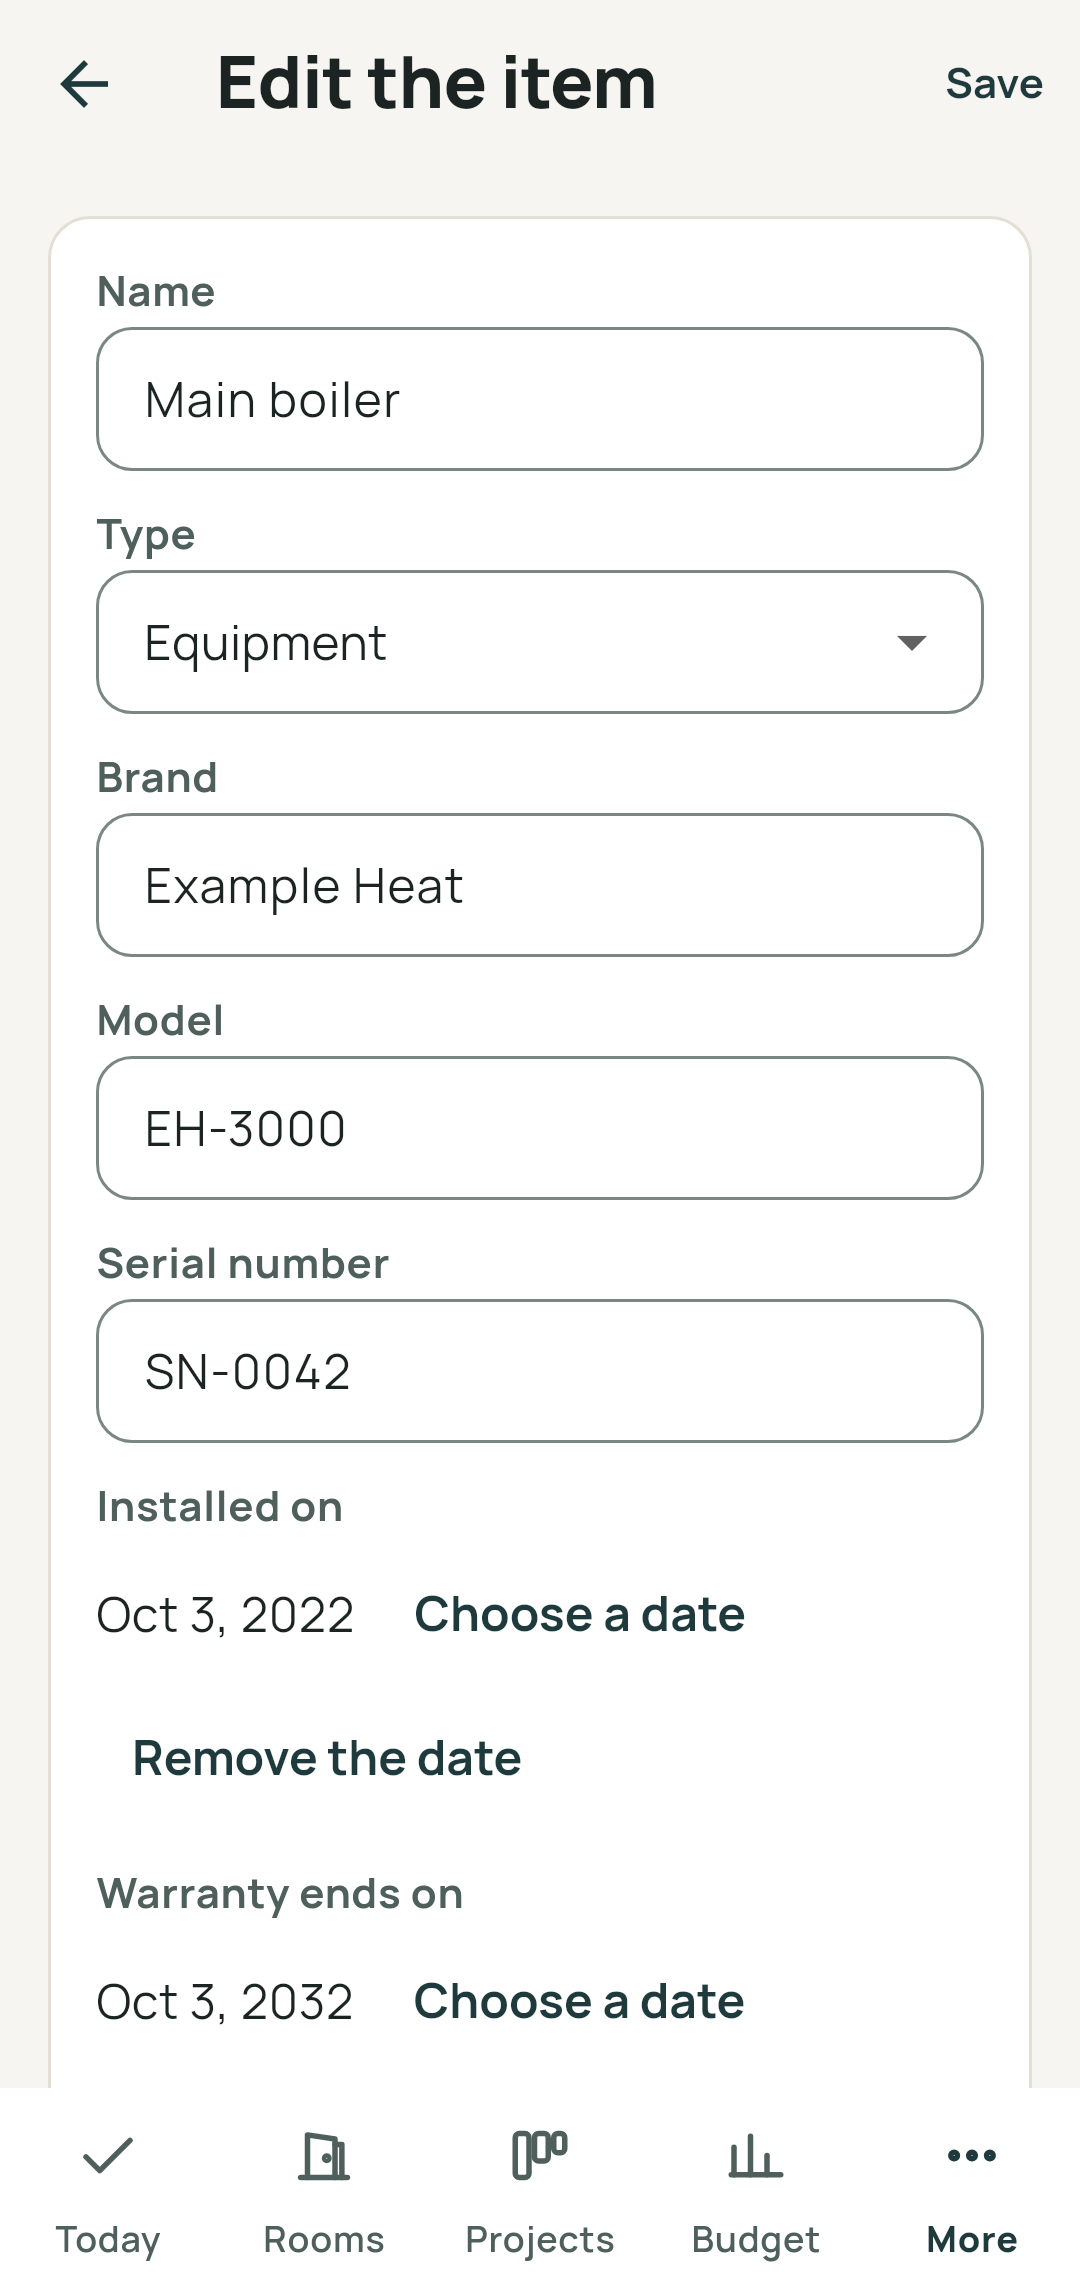 Edit the item
Save
Name
Main boiler
Type
Equipment
Brand
Example Heat
Model
EH-3000
Serial number
SN-0042
Installed on
Oct 3, 2022 Choose a date
Remove the date
Warranty ends on
Oct 3, 2032 Choose a date
Today Rooms Projects Budget More